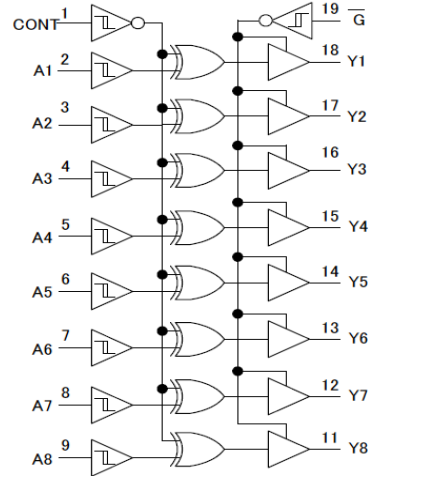 CONT 1 19 G̅
A1 2 18 Y1
A2 3 17 Y2
A3 4 16 Y3
A4 5 15 Y4
A5 6 14 Y5
A6 7 13 Y6
A7 8 12 Y7
A8 9 11 Y8